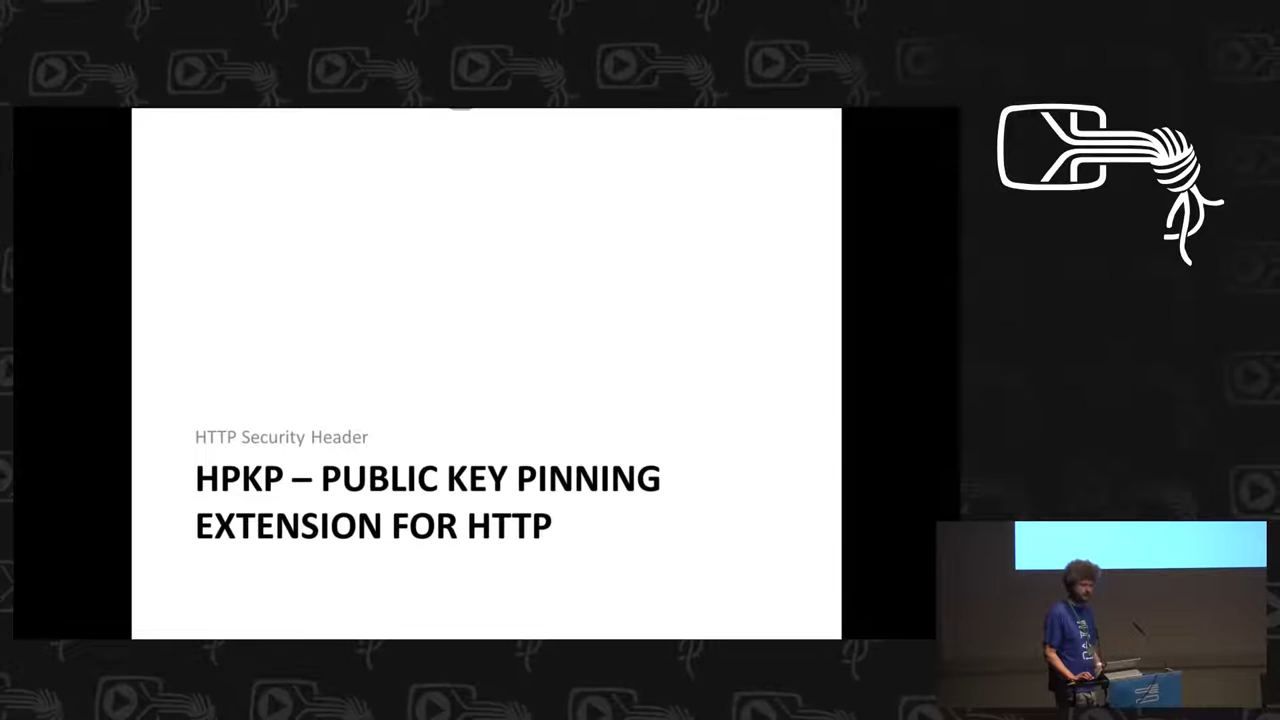 HTTP Security Header
HPKP – PUBLIC KEY PINNING
EXTENSION FOR HTTP